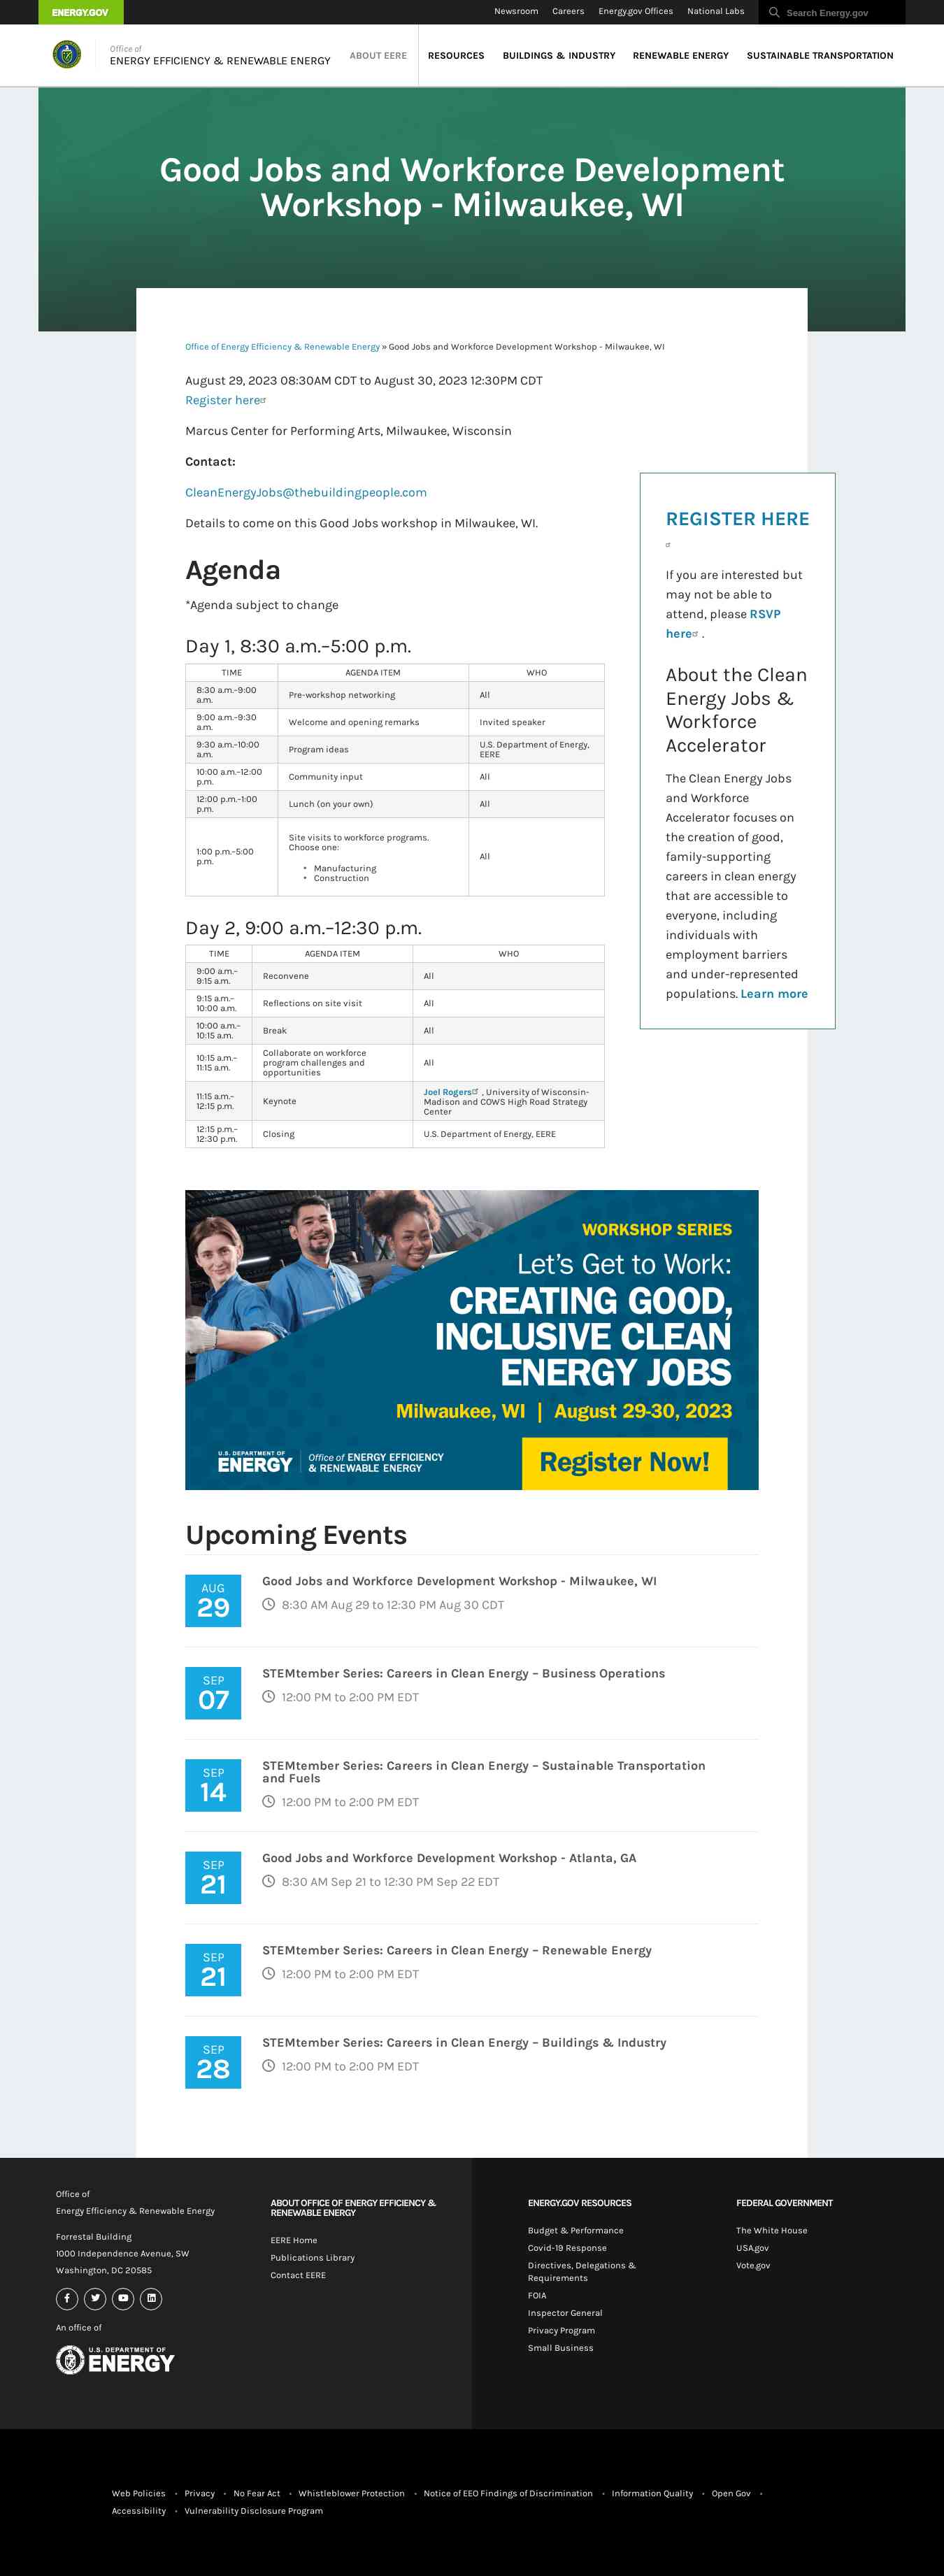 ENERGY.GOV
Newsroom Careers Energy.gov Offices National Labs Search Energy.gov
Office of
ENERGY EFFICIENCY & RENEWABLE ENERGY
ABOUT EERE RESOURCES BUILDINGS & INDUSTRY RENEWABLE ENERGY SUSTAINABLE TRANSPORTATION
Good Jobs and Workforce Development
Workshop - Milwaukee, WI
Office of Energy Efficiency & Renewable Energy » Good Jobs and Workforce Development Workshop - Milwaukee, WI
August 29, 2023 08:30AM CDT to August 30, 2023 12:30PM CDT
Register here
Marcus Center for Performing Arts, Milwaukee, Wisconsin
Contact:
CleanEnergyJobs@thebuildingpeople.com
Details to come on this Good Jobs workshop in Milwaukee, WI.
Agenda
*Agenda subject to change
Day 1, 8:30 a.m.–5:00 p.m.
TIME AGENDA ITEM WHO
8:30 a.m.–9:00
a.m.
Pre-workshop networking
All
9:00 a.m.–9:30
a.m.
Welcome and opening remarks
Invited speaker
9:30 a.m.–10:00
a.m.
Program ideas
U.S. Department of Energy,
EERE
10:00 a.m.–12:00
p.m.
Community input
All
12:00 p.m.–1:00
p.m.
Lunch (on your own)
All
1:00 p.m.–5:00
p.m.
Site visits to workforce programs.
Choose one:
• Manufacturing
• Construction
All
Day 2, 9:00 a.m.–12:30 p.m.
TIME AGENDA ITEM WHO
9:00 a.m.–
9:15 a.m.
Reconvene
All
9:15 a.m.–
10:00 a.m.
Reflections on site visit
All
10:00 a.m.–
10:15 a.m.
Break
All
10:15 a.m.–
11:15 a.m.
Collaborate on workforce
program challenges and
opportunities
All
11:15 a.m.–
12:15 p.m.
Keynote
Joel Rogers , University of Wisconsin-
Madison and COWS High Road Strategy
Center
12:15 p.m.–
12:30 p.m.
Closing
U.S. Department of Energy, EERE
REGISTER HERE
If you are interested but
may not be able to
attend, please RSVP
here .
About the Clean
Energy Jobs &
Workforce
Accelerator
The Clean Energy Jobs
and Workforce
Accelerator focuses on
the creation of good,
family-supporting
careers in clean energy
that are accessible to
everyone, including
individuals with
employment barriers
and under-represented
populations. Learn more
WORKSHOP SERIES
Let's Get to Work:
CREATING GOOD,
INCLUSIVE CLEAN
ENERGY JOBS
Milwaukee, WI | August 29-30, 2023
U.S. DEPARTMENT OF
ENERGY
Office of ENERGY EFFICIENCY
& RENEWABLE ENERGY
Register Now!
Upcoming Events
AUG
29
Good Jobs and Workforce Development Workshop - Milwaukee, WI
8:30 AM Aug 29 to 12:30 PM Aug 30 CDT
SEP
07
STEMtember Series: Careers in Clean Energy – Business Operations
12:00 PM to 2:00 PM EDT
SEP
14
STEMtember Series: Careers in Clean Energy – Sustainable Transportation
and Fuels
12:00 PM to 2:00 PM EDT
SEP
21
Good Jobs and Workforce Development Workshop - Atlanta, GA
8:30 AM Sep 21 to 12:30 PM Sep 22 EDT
SEP
21
STEMtember Series: Careers in Clean Energy – Renewable Energy
12:00 PM to 2:00 PM EDT
SEP
28
STEMtember Series: Careers in Clean Energy – Buildings & Industry
12:00 PM to 2:00 PM EDT
Office of
Energy Efficiency & Renewable Energy
Forrestal Building
1000 Independence Avenue, SW
Washington, DC 20585
An office of
U.S. DEPARTMENT OF
ENERGY
ABOUT OFFICE OF ENERGY EFFICIENCY &
RENEWABLE ENERGY
EERE Home
Publications Library
Contact EERE
ENERGY.GOV RESOURCES
Budget & Performance
Covid-19 Response
Directives, Delegations &
Requirements
FOIA
Inspector General
Privacy Program
Small Business
FEDERAL GOVERNMENT
The White House
USA.gov
Vote.gov
Web Policies • Privacy • No Fear Act • Whistleblower Protection • Notice of EEO Findings of Discrimination • Information Quality • Open Gov •
Accessibility • Vulnerability Disclosure Program